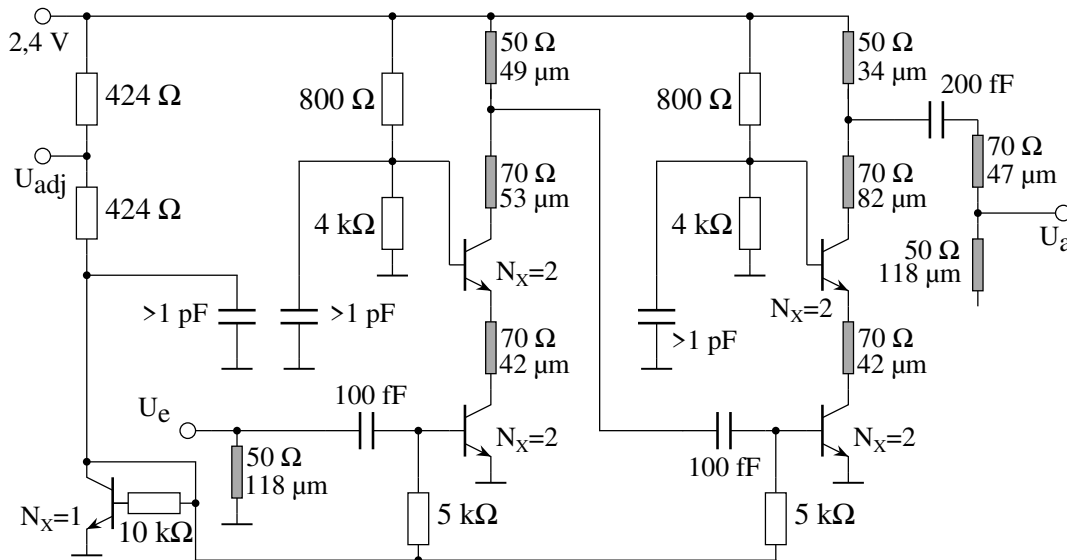 2,4 V
424 Ω
U_adj
424 Ω
>1 pF
N_X=1
10 kΩ
U_e
50 Ω
118 µm
800 Ω
4 kΩ
>1 pF
100 fF
5 kΩ
50 Ω
49 µm
70 Ω
53 µm
N_X=2
70 Ω
42 µm
N_X=2
800 Ω
4 kΩ
>1 pF
100 fF
5 kΩ
50 Ω
34 µm
70 Ω
82 µm
N_X=2
70 Ω
42 µm
N_X=2
200 fF
70 Ω
47 µm
U_a
50 Ω
118 µm